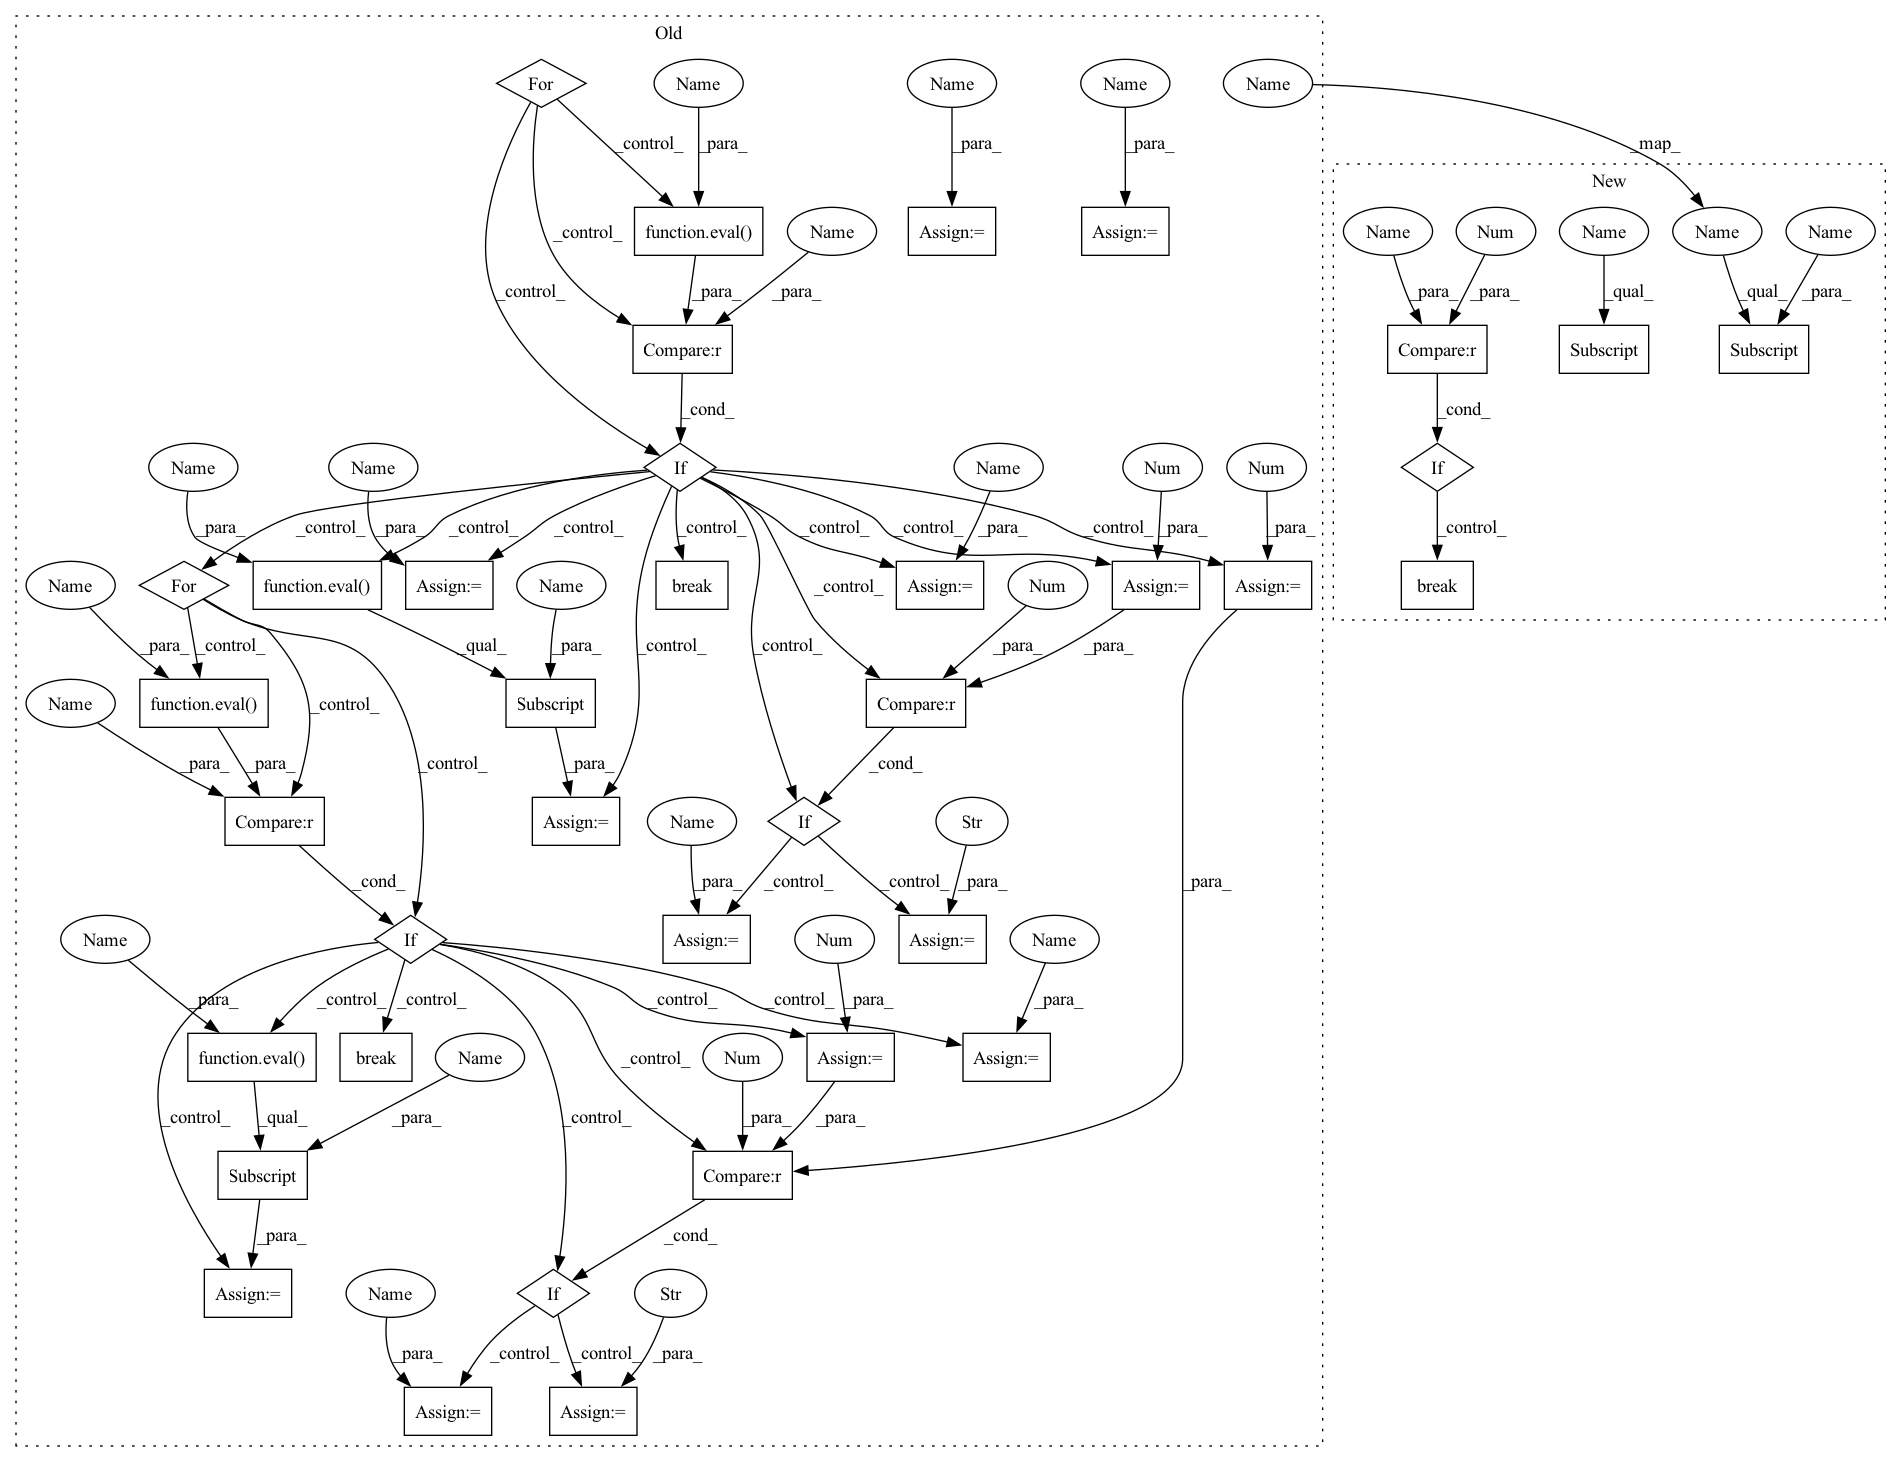 Old
For
Name
Name
Name
Name
_control_
_para_
_para_
_para_
_map_
New
function.eval()
Name
Assign:=
Assign:=
Name
Num
Name
Name
Name
_control_
_control_
_para_
_para_
_para_
_para_
_qual_
_qual_
_para_
Compare:r
Compare:r
Subscript
Subscript
_cond_
_cond_
Name
Name
If
Name
Num
Num
If
_para_
_control_
_para_
_control_
_control_
_control_
_control_
_para_
_control_
_para_
_control_
_para_
_control_
Name
For
function.eval()
Assign:=
Name
break
Assign:=
Num
Assign:=
Assign:=
break
_para_
_control_
_qual_
_para_
_control_
_control_
_control_
_para_
_para_
Name
function.eval()
Subscript
Compare:r
_control_
_para_
_para_
_control_
_para_
_cond_
Compare:r
Assign:=
Name
If
Str
_cond_
_para_
_control_
_control_
_para_
_para_
Name
If
Assign:=
Num
Assign:=
Name
_para_
_control_
_control_
_control_
_para_
_control_
_para_
function.eval()
break
Name
Num
Assign:=
Assign:=
_control_
_qual_
_para_
_control_
_control_
_para_
_para_
Subscript
Compare:r
_para_
_cond_
Assign:=
Name
If
Str
_para_
_control_
_control_
_para_
Assign:=
Assign:=